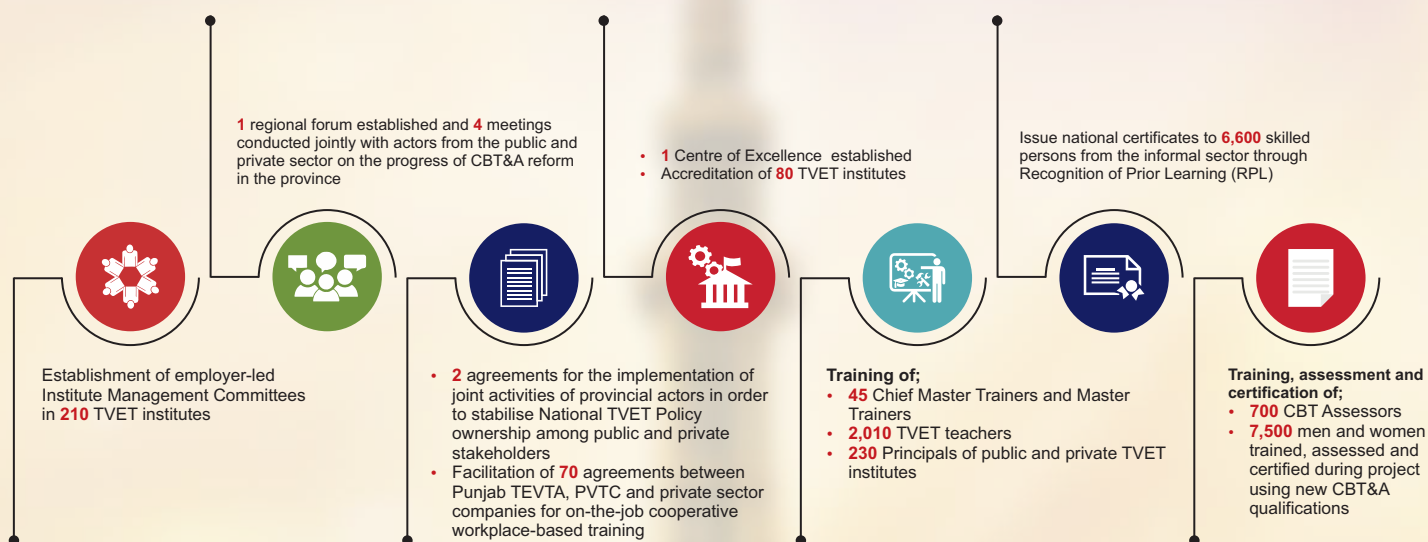 1 regional forum established and 4 meetings
conducted jointly with actors from the public and
private sector on the progress of CBT&A reform
in the province
• 1 Centre of Excellence established
• Accreditation of 80 TVET institutes
Issue national certificates to 6,600 skilled
persons from the informal sector through
Recognition of Prior Learning (RPL)
Establishment of employer-led
Institute Management Committees
in 210 TVET institutes
• 2 agreements for the implementation of
joint activities of provincial actors in order
to stabilise National TVET Policy
ownership among public and private
stakeholders
• Facilitation of 70 agreements between
Punjab TEVTA, PVTC and private sector
companies for on-the-job cooperative
workplace-based training
Training of;
• 45 Chief Master Trainers and Master
Trainers
• 2,010 TVET teachers
• 230 Principals of public and private TVET
institutes
Training, assessment and
certification of;
• 700 CBT Assessors
• 7,500 men and women
trained, assessed and
certified during project
using new CBT&A
qualifications